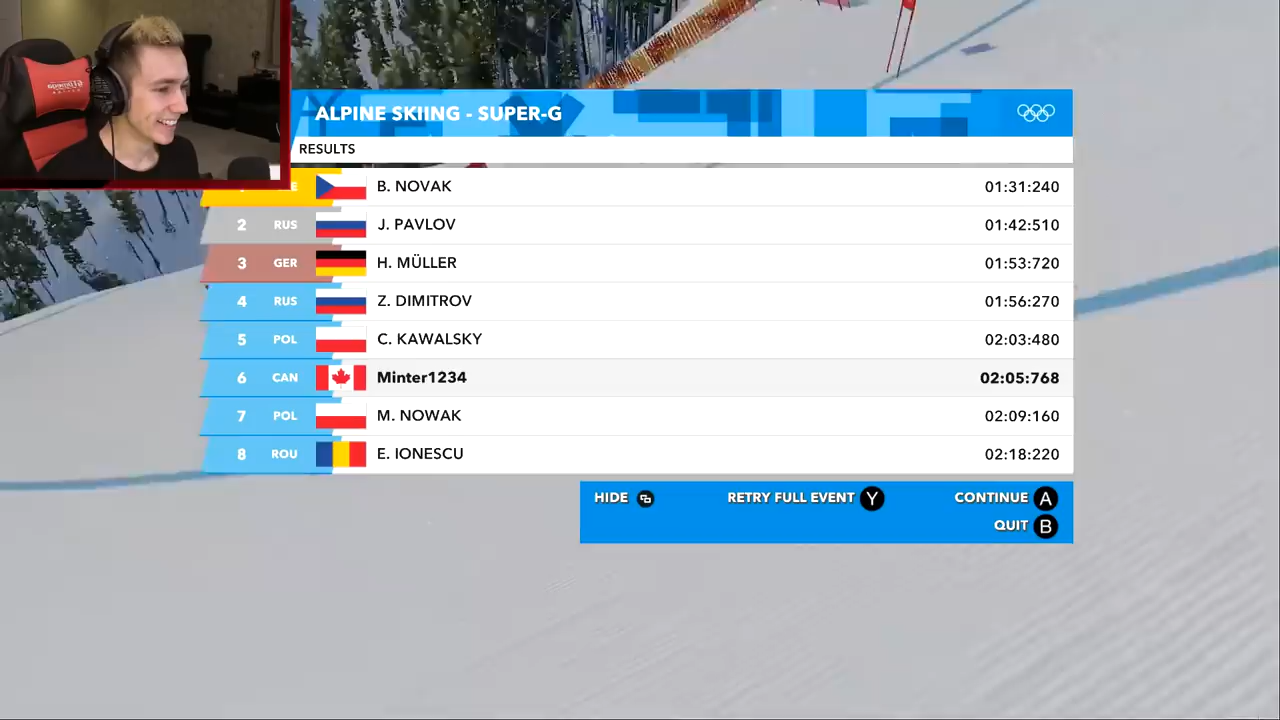 ALPINE SKIING - SUPER-G
RESULTS
B. NOVAK 01:31:240
2 RUS J. PAVLOV 01:42:510
3 GER H. MÜLLER 01:53:720
4 RUS Z. DIMITROV 01:56:270
5 POL C. KAWALSKY 02:03:480
6 CAN Minter1234 02:05:768
7 POL M. NOWAK 02:09:160
8 ROU E. IONESCU 02:18:220
HIDE RETRY FULL EVENT Y CONTINUE A
QUIT B